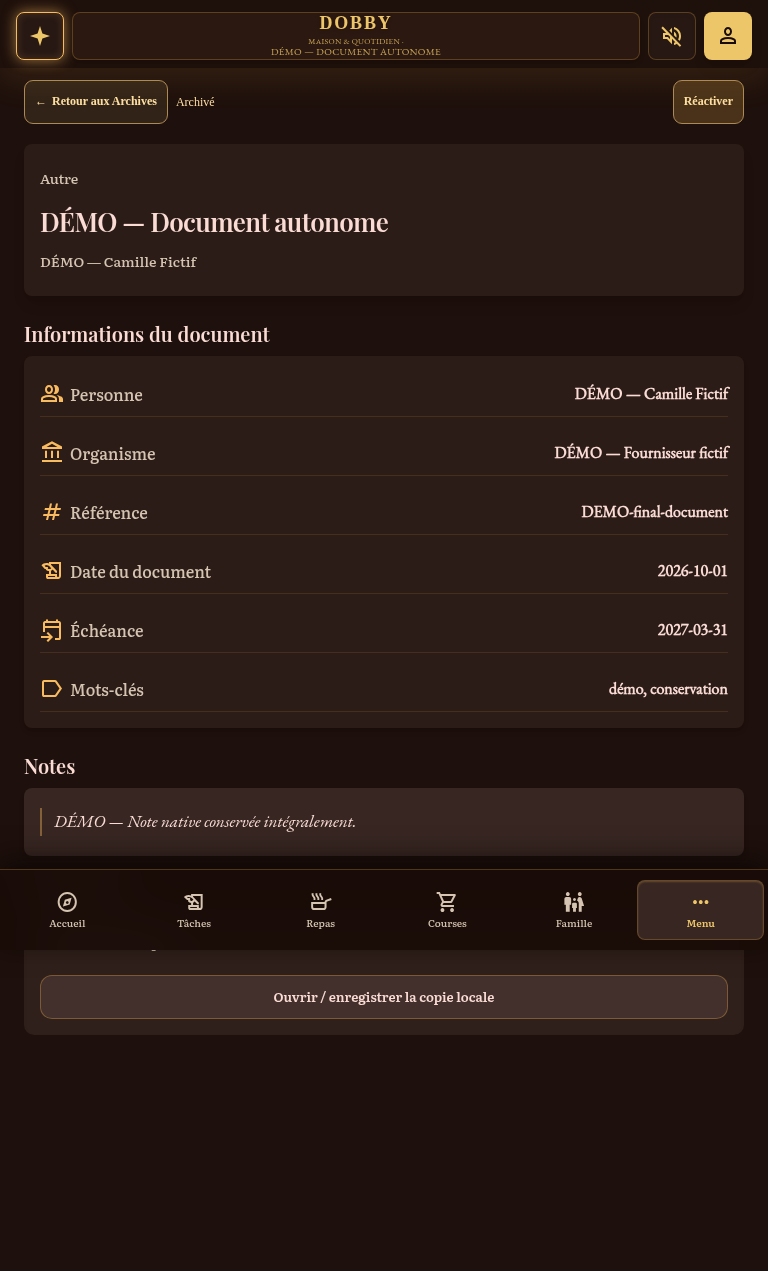 DOBBY
MAISON & QUOTIDIEN ·
DÉMO — DOCUMENT AUTONOME
← Retour aux Archives
Archivé
Réactiver
Autre
DÉMO — Document autonome
DÉMO — Camille Fictif
Informations du document
Personne
DÉMO — Camille Fictif
Organisme
DÉMO — Fournisseur fictif
Référence
DEMO-final-document
Date du document
2026-10-01
Échéance
2027-03-31
Mots-clés
démo, conservation
Notes
DÉMO — Note native conservée intégralement.
Accueil
Tâches
Repas
Courses
Famille
Menu
Ouvrir / enregistrer la copie locale